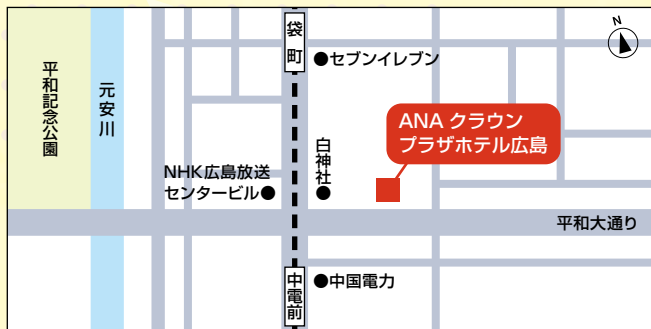 平和記念公園
元安川
袋町
●セブンイレブン
N
ANA クラウン
プラザホテル広島
白神社
NHK広島放送
センタービル●
平和大通り
中電前
●中国電力